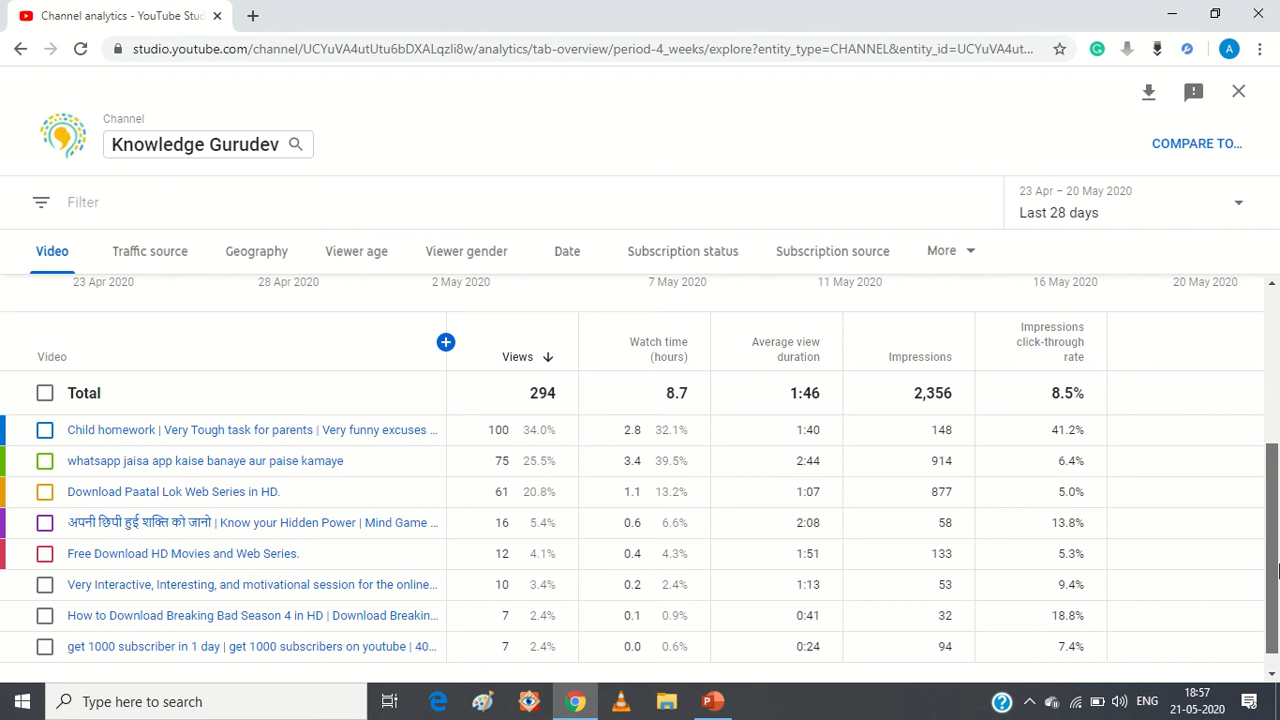 Channel analytics - YouTube Stu
studio.youtube.com/channel/UCYuVA4utUtu6bDXALqzli8w/analytics/tab-overview/period-4_weeks/explore?entity_type=CHANNEL&entity_id=UCYuVA4ut...
A
Channel
Knowledge Gurudev
COMPARE TO...
Filter
23 Apr – 20 May 2020
Last 28 days
Video Traffic source Geography Viewer age Viewer gender Date Subscription status Subscription source More
23 Apr 2020 28 Apr 2020 2 May 2020 7 May 2020 11 May 2020 16 May 2020 20 May 2020
Video Views Watch time (hours) Average view duration Impressions Impressions click-through rate
Total 294 8.7 1:46 2,356 8.5%
Child homework | Very Tough task for parents | Very funny excuses ... 100 34.0% 2.8 32.1% 1:40 148 41.2%
whatsapp jaisa app kaise banaye aur paise kamaye 75 25.5% 3.4 39.5% 2:44 914 6.4%
Download Paatal Lok Web Series in HD. 61 20.8% 1.1 13.2% 1:07 877 5.0%
अपनी छिपी हुई शक्ति को जानो | Know your Hidden Power | Mind Game ... 16 5.4% 0.6 6.6% 2:08 58 13.8%
Free Download HD Movies and Web Series. 12 4.1% 0.4 4.3% 1:51 133 5.3%
Very Interactive, Interesting, and motivational session for the online... 10 3.4% 0.2 2.4% 1:13 53 9.4%
How to Download Breaking Bad Season 4 in HD | Download Breakin... 7 2.4% 0.1 0.9% 0:41 32 18.8%
get 1000 subscriber in 1 day | get 1000 subscribers on youtube | 40... 7 2.4% 0.0 0.6% 0:24 94 7.4%
Type here to search
ENG
18:57
21-05-2020